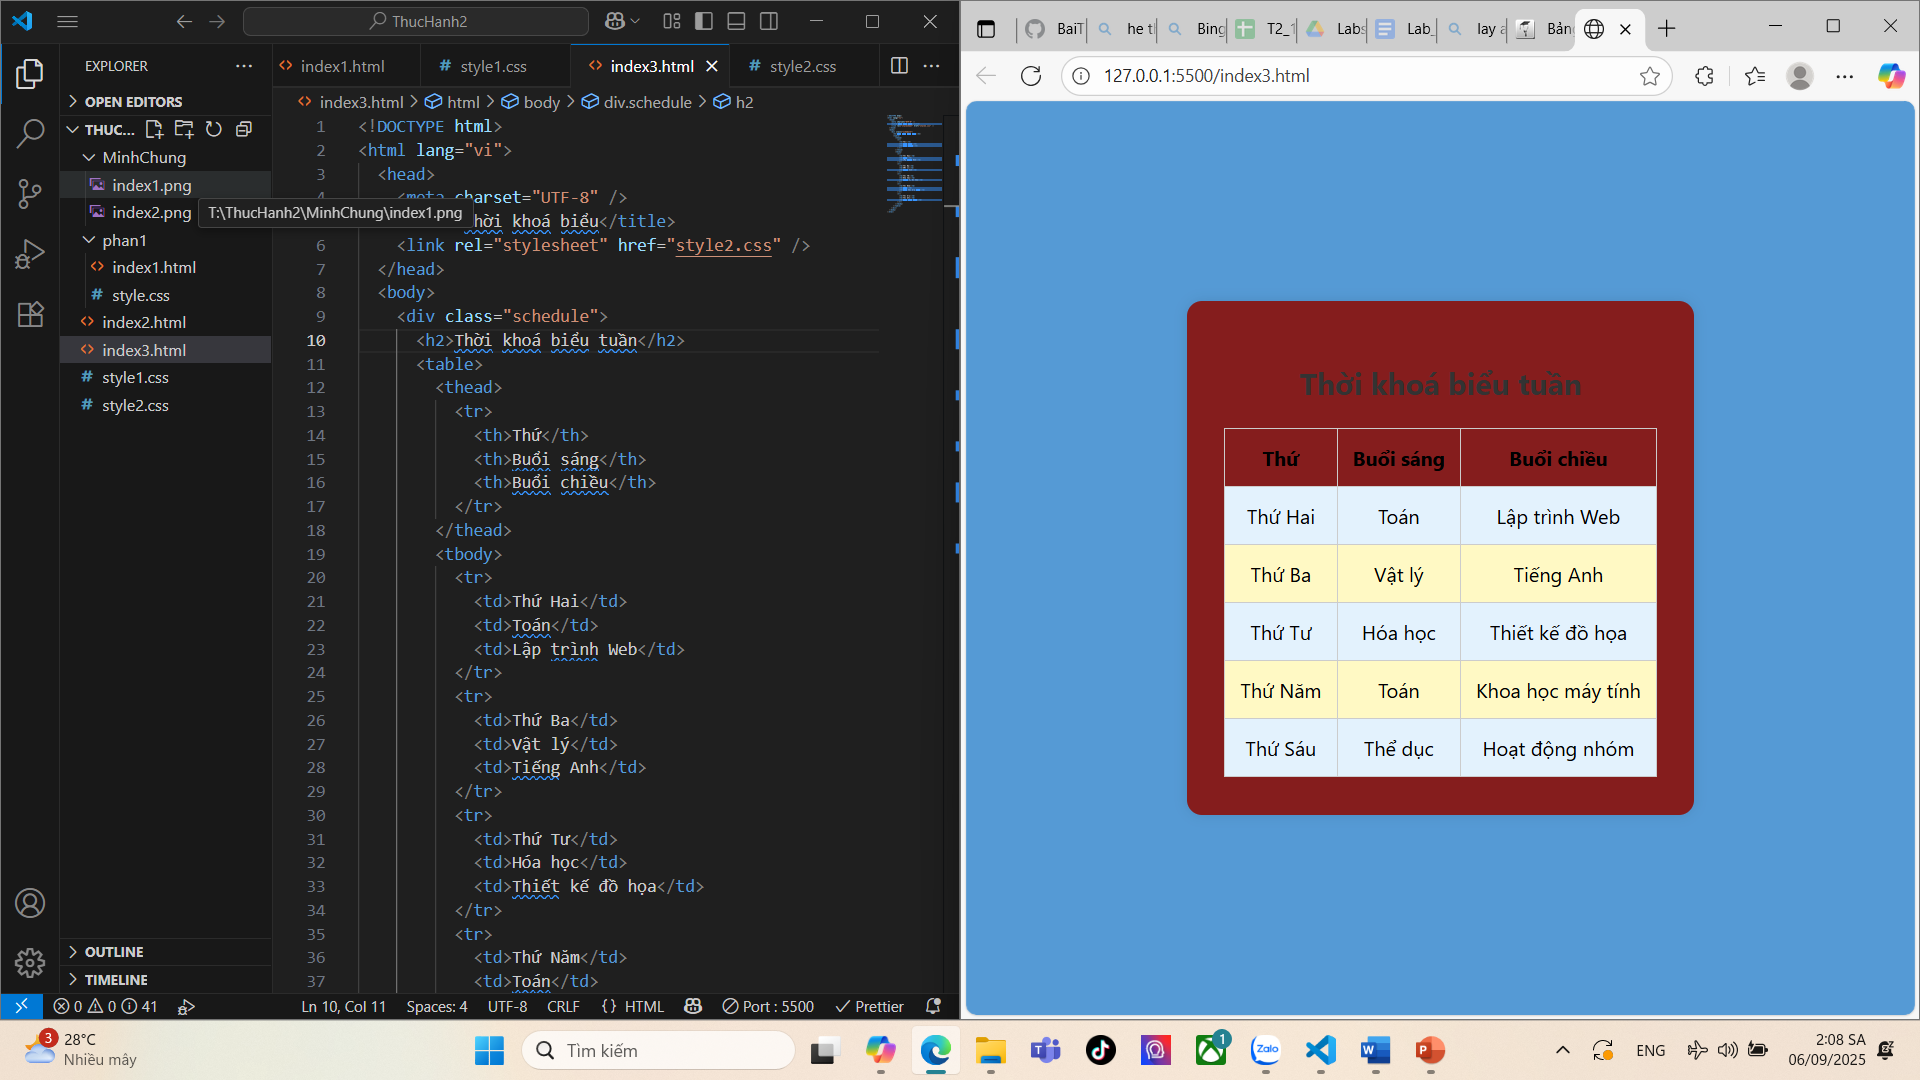 ThucHanh2
EXPLORER
OPEN EDITORS
THUC...
MinhChung
index1.png
index2.png
T:\ThucHanh2\MinhChung\index1.png
phan1
index1.html
style.css
index2.html
index3.html
style1.css
style2.css
OUTLINE
TIMELINE
index1.html
style1.css
index3.html
style2.css
index3.html > html > body > div.schedule > h2
1 <!DOCTYPE html>
2 <html lang="vi">
3 <head>
charset="UTF-8" />
hời khoá biểu</title>
6 <link rel="stylesheet" href="style2.css" />
7 </head>
8 <body>
9 <div class="schedule">
10 <h2>Thời khoá biểu tuần</h2>
11 <table>
12 <thead>
13 <tr>
14 <th>Thứ</th>
15 <th>Buổi sáng</th>
16 <th>Buổi chiều</th>
17 </tr>
18 </thead>
19 <tbody>
20 <tr>
21 <td>Thứ Hai</td>
22 <td>Toán</td>
23 <td>Lập trình Web</td>
24 </tr>
25 <tr>
26 <td>Thứ Ba</td>
27 <td>Vật lý</td>
28 <td>Tiếng Anh</td>
29 </tr>
30 <tr>
31 <td>Thứ Tư</td>
32 <td>Hóa học</td>
33 <td>Thiết kế đồ họa</td>
34 </tr>
35 <tr>
36 <td>Thứ Năm</td>
37 <td>Toán</td>
0 0 41
Ln 10, Col 11 Spaces: 4 UTF-8 CRLF {} HTML Port : 5500 Prettier
BaiT he tl Bing T2_1 Labs Lab_ lay a Bản
127.0.0.1:5500/index3.html
Thời khoá biểu tuần
Thứ Buổi sáng Buổi chiều
Thứ Hai Toán Lập trình Web
Thứ Ba Vật lý Tiếng Anh
Thứ Tư Hóa học Thiết kế đồ họa
Thứ Năm Toán Khoa học máy tính
Thứ Sáu Thể dục Hoạt động nhóm
3
28°C
Nhiều mây
Tìm kiếm
1
Zalo
ENG
2:08 SA
06/09/2025